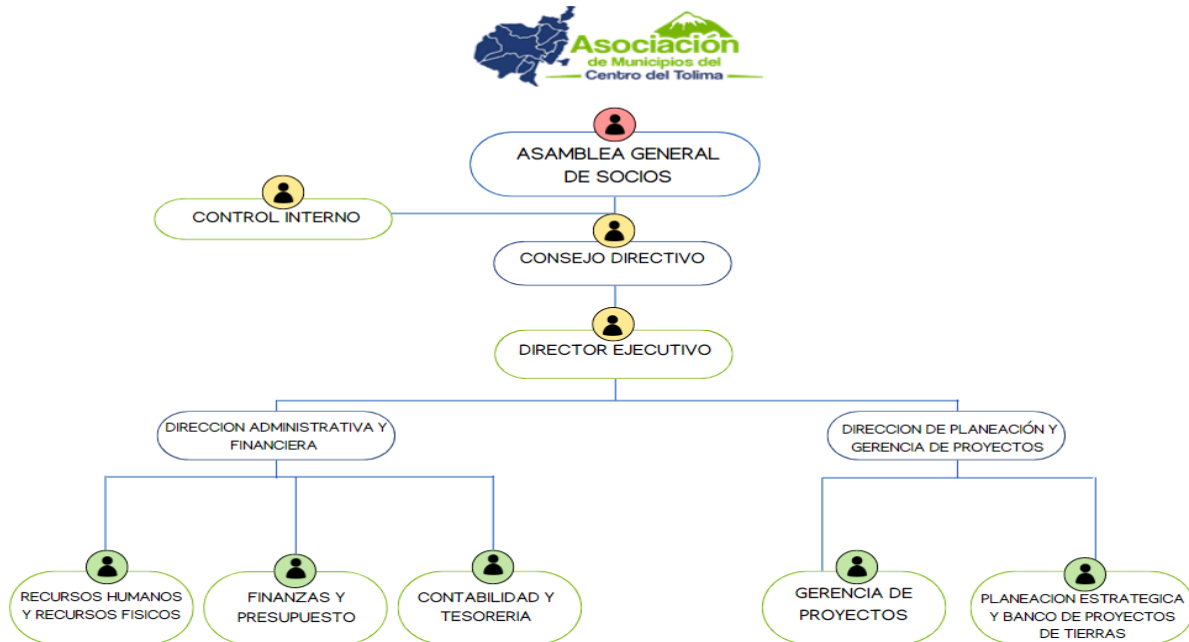 Asociación
de Municipios del
Centro del Tolima
ASAMBLEA GENERAL
DE SOCIOS
CONTROL INTERNO
CONSEJO DIRECTIVO
DIRECTOR EJECUTIVO
DIRECCION ADMINISTRATIVA Y
FINANCIERA
DIRECCION DE PLANEACIÓN Y
GERENCIA DE PROYECTOS
RECURSOS HUMANOS
Y RECURSOS FISICOS
FINANZAS Y
PRESUPUESTO
CONTABILIDAD Y
TESORERIA
GERENCIA DE
PROYECTOS
PLANEACION ESTRATEGICA
Y BANCO DE PROYECTOS
DE TIERRAS